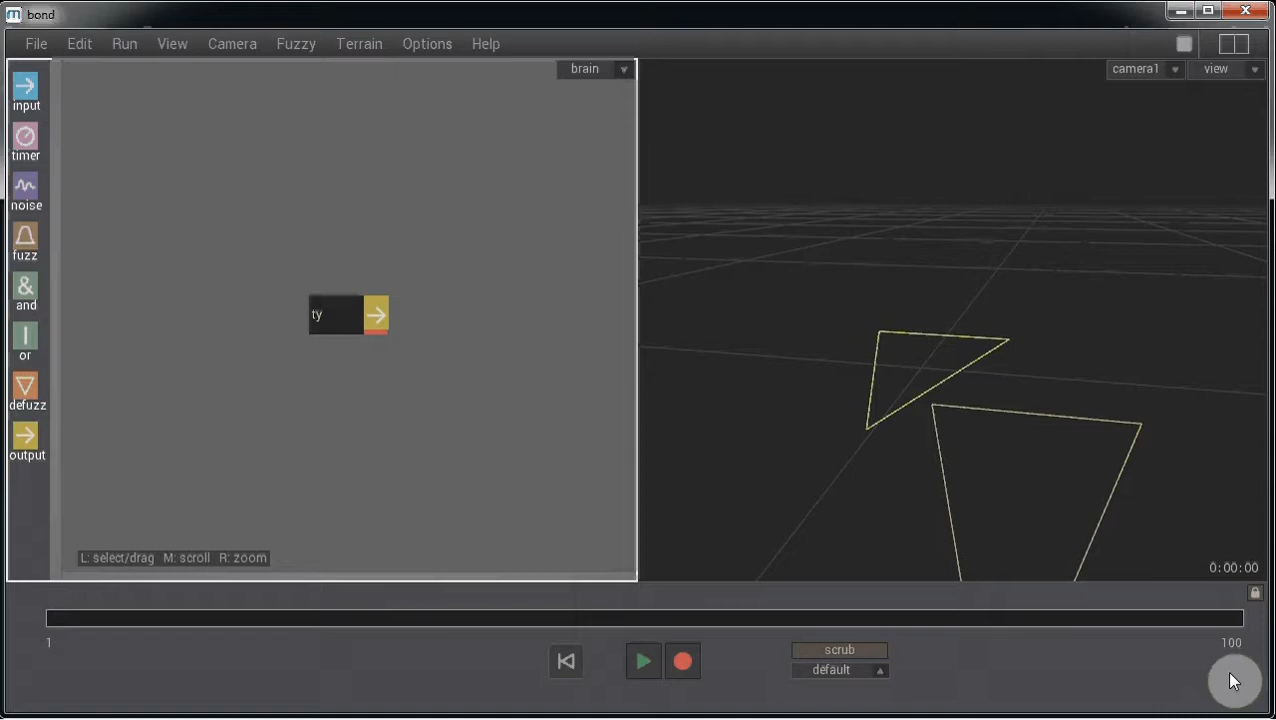 bond
File Edit Run View Camera Fuzzy Terrain Options Help
brain
camera1
view
input
timer
noise
fuzz
&
and
or
defuzz
output
ty
L: select/drag M: scroll R: zoom
0:00:00
1
100
scrub
default